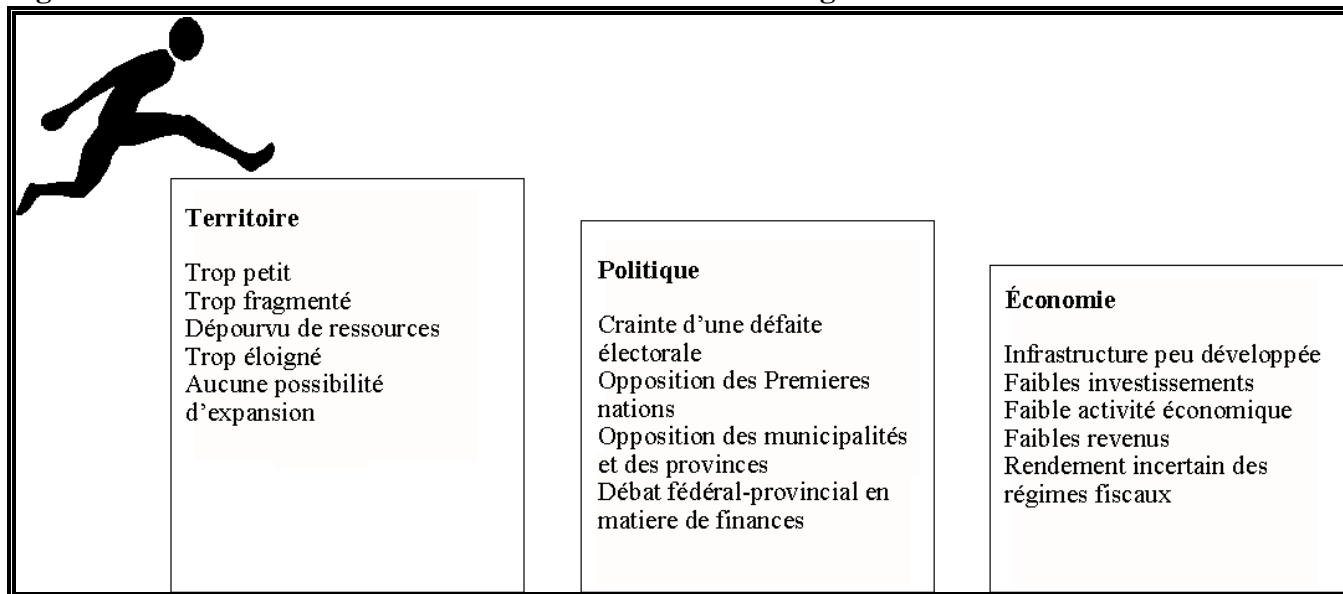 Territoire
Trop petit
Trop fragmenté
Dépourvu de ressources
Trop éloigné
Aucune possibilité
d'expansion
Politique
Crainte d'une défaite
électorale
Opposition des Premieres
nations
Opposition des municipalités
et des provinces
Débat fédéral-provincial en
matiere de finances
Économie
Infrastructure peu développée
Faibles investissements
Faible activité économique
Faibles revenus
Rendement incertain des
régimes fiscaux